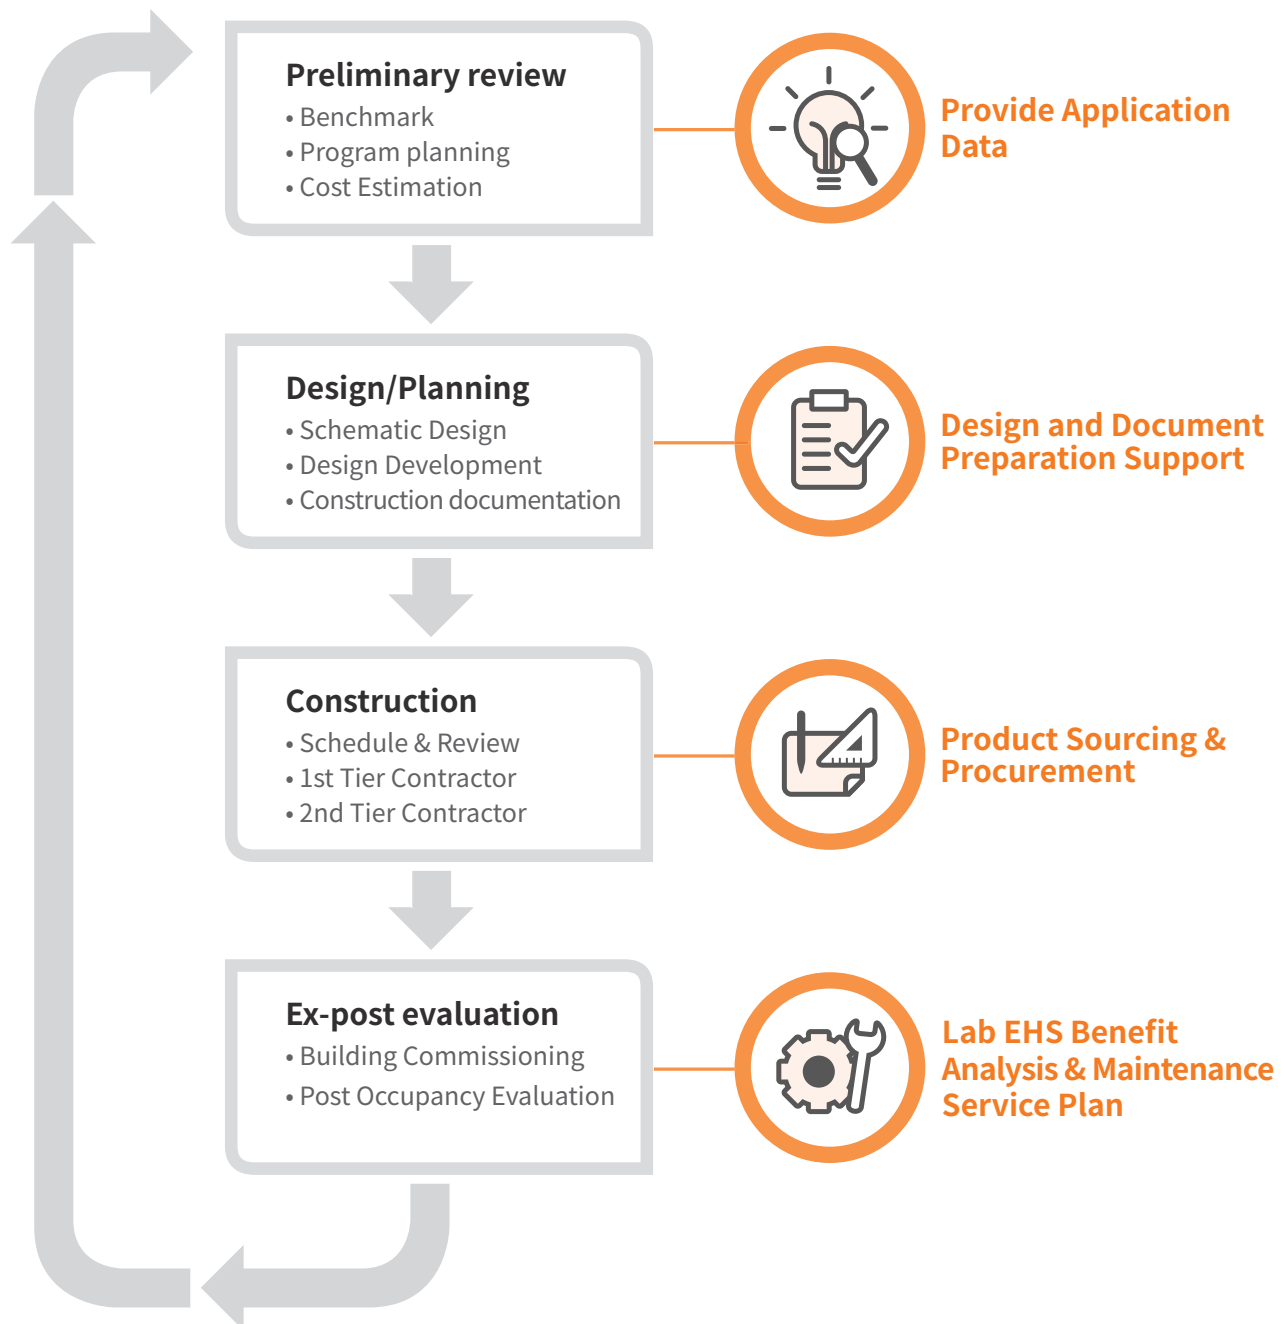 Preliminary review
• Benchmark
• Program planning
• Cost Estimation
Provide Application
Data
Design/Planning
• Schematic Design
• Design Development
• Construction documentation
Design and Document
Preparation Support
Construction
• Schedule & Review
• 1st Tier Contractor
• 2nd Tier Contractor
Product Sourcing &
Procurement
Ex-post evaluation
• Building Commissioning
• Post Occupancy Evaluation
Lab EHS Benefit
Analysis & Maintenance
Service Plan